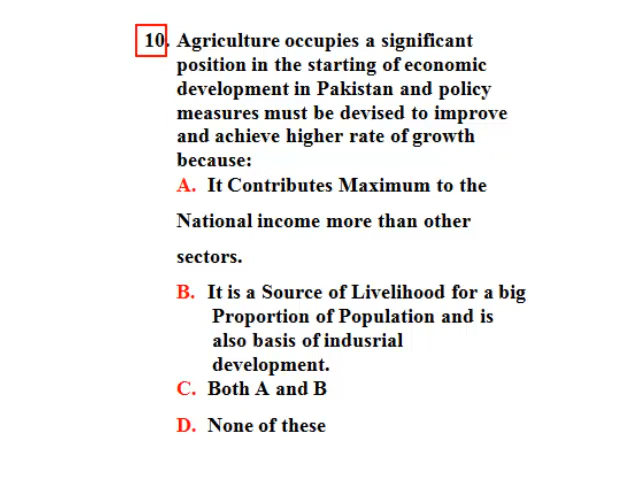 10. Agriculture occupies a significant
position in the starting of economic
development in Pakistan and policy
measures must be devised to improve
and achieve higher rate of growth
because:
A. It Contributes Maximum to the
National income more than other
sectors.
B. It is a Source of Livelihood for a big
Proportion of Population and is
also basis of indusrial
development.
C. Both A and B
D. None of these